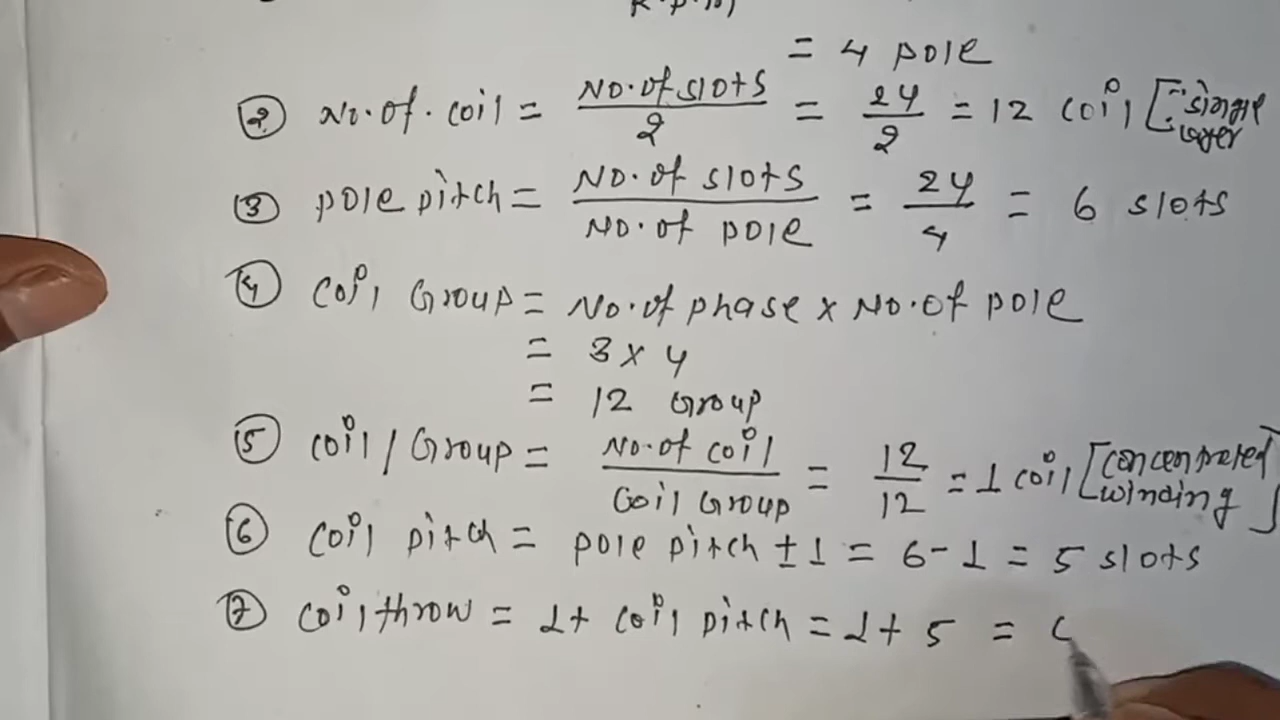 R.P.M
= 4 pole
② No. of. coil = No. of slots / 2 = 24 / 2 = 12 coil [∵ single layer
③ pole pitch = No. of slots / No. of pole = 24 / 4 = 6 slots
④ Coil Group = No. of phase × No. of pole
= 3 × 4
= 12 Group
⑤ Coil / Group = No. of coil / Coil Group = 12 / 12 = 1 coil [concentrated winding]
⑥ Coil pitch = pole pitch ± 1 = 6 - 1 = 5 slots
⑦ Coil throw = 1 + coil pitch = 1 + 5 =